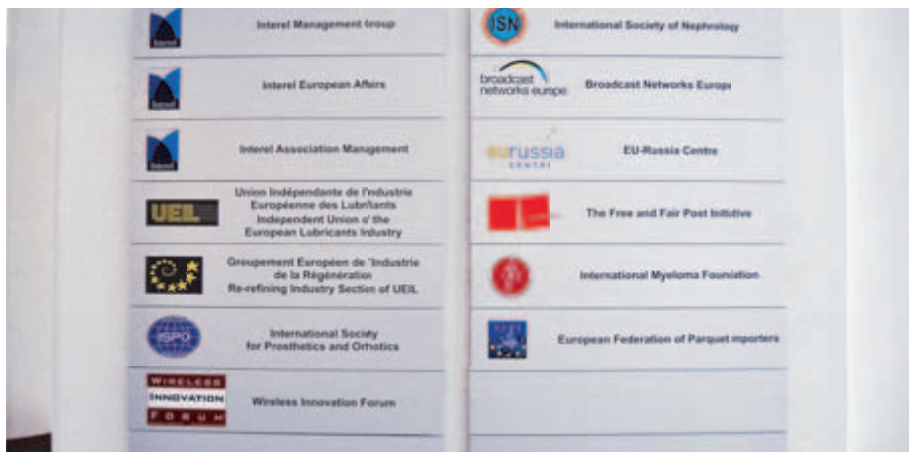 interel
Interel Management Group
interel
Interel European Affairs
interel
Interel Association Management
UEIL
Union Indépendante de l'Industrie
Européenne des Lubrifiants
Independent Union of the
European Lubricants Industry
Groupement Européen de l'Industrie
de la Régénération
Re-refining Industry Section of UEIL
ISPO
International Society
for Prosthetics and Orthotics
WIRELESS
INNOVATION
FORUM
Wireless Innovation Forum
ISN
International Society of Nephrology
broadcast
networks europe
Broadcast Networks Europe
eurussia
CENTRE
EU-Russia Centre
The Free and Fair Post Initiative
International Myeloma Foundation
European Federation of Parquet Importers